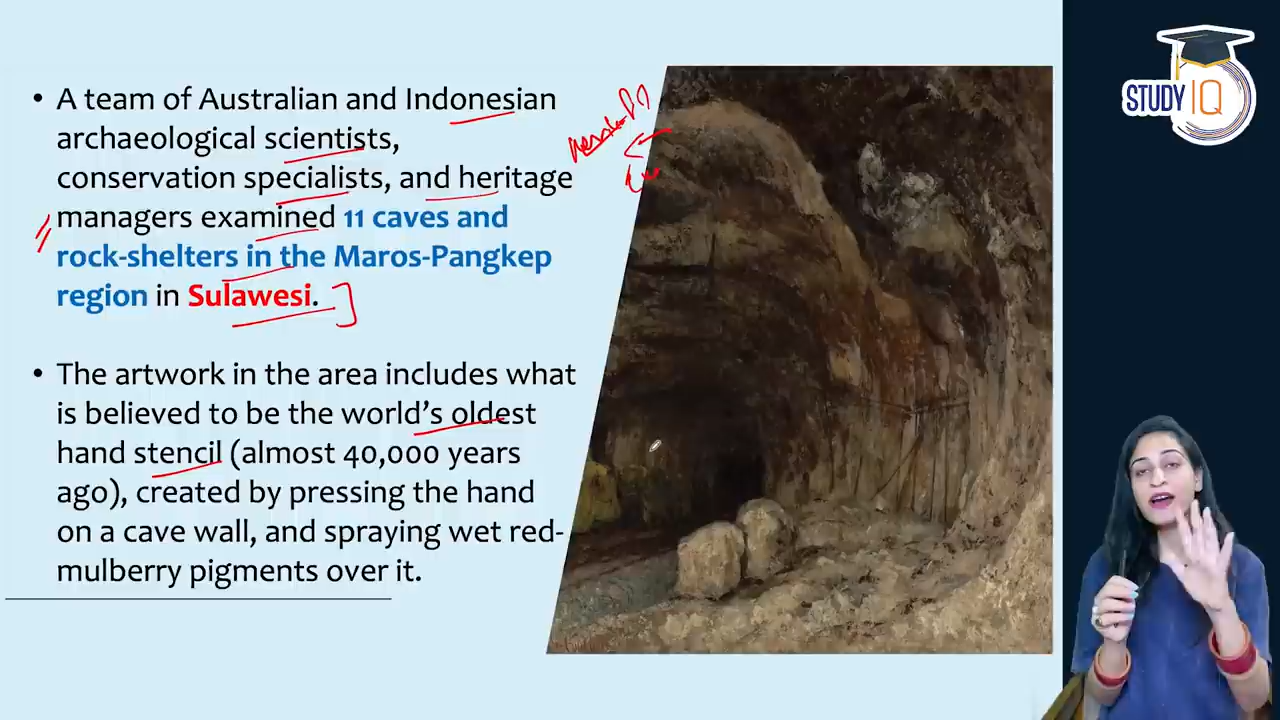 • A team of Australian and Indonesian
archaeological scientists,
conservation specialists, and heritage
managers examined 11 caves and
rock-shelters in the Maros-Pangkep
region in Sulawesi.
• The artwork in the area includes what
is believed to be the world's oldest
hand stencil (almost 40,000 years
ago), created by pressing the hand
on a cave wall, and spraying wet red-
mulberry pigments over it.
STUDY IQ